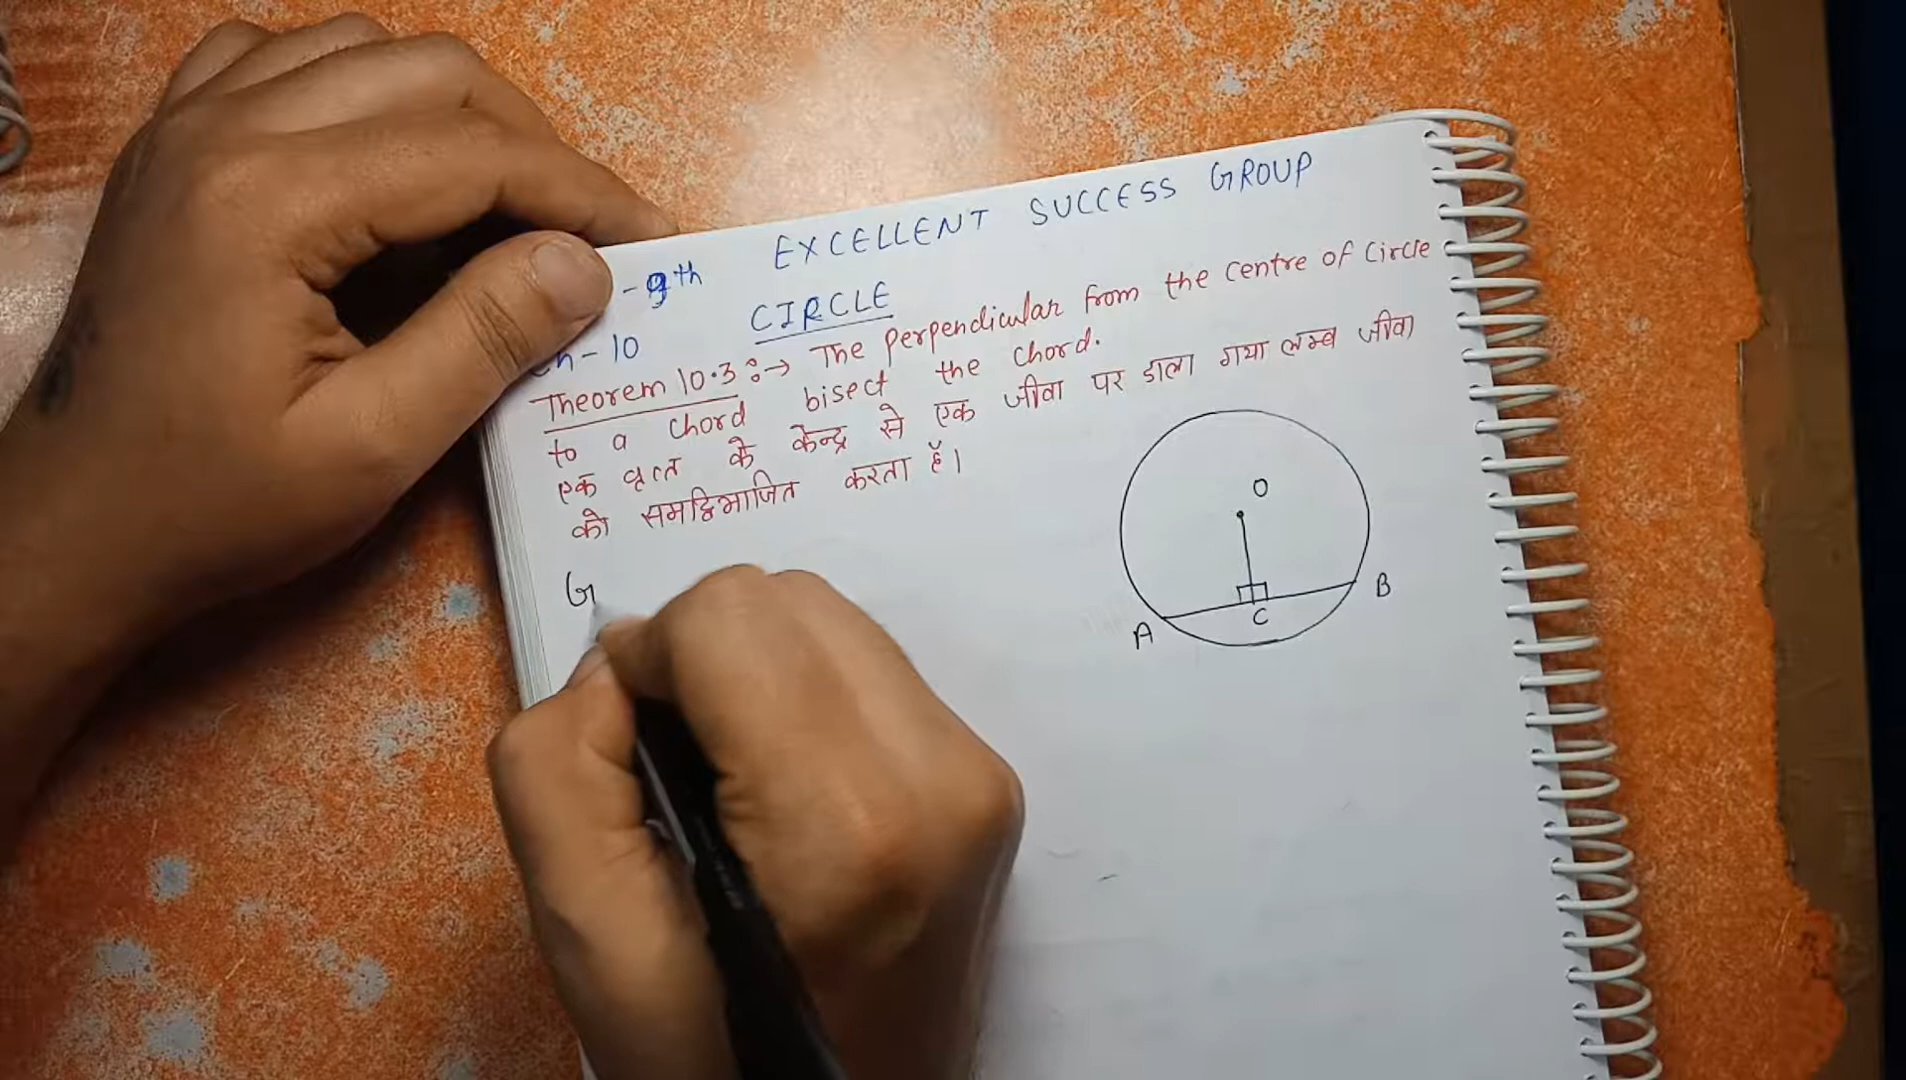 EXCELLENT SUCCESS GROUP
- 9th
CIRCLE
- 10
Theorem 10.3 :→ The perpendicular from the centre of circle
to a chord bisect the chord.
एक वृत्त के केन्द्र से एक जीवा पर डाला गया लम्ब जीवा
को समद्विभाजित करता है।
O
B
C
A
G